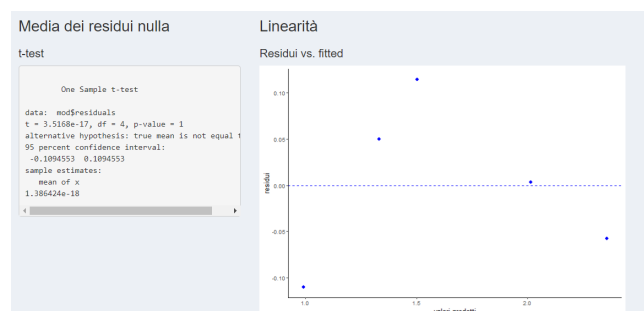 Media dei residui nulla
t-test
One Sample t-test
data: mod$residuals
t = 3.5168e-17, df = 4, p-value = 1
alternative hypothesis: true mean is not equal t
95 percent confidence interval:
-0.1094553 0.1094553
sample estimates:
mean of x
1.386424e-18
Linearità
Residui vs. fitted
0.10
0.05
0.00
-0.05
-0.10
residui
1.0 1.5 2.0
valori predetti